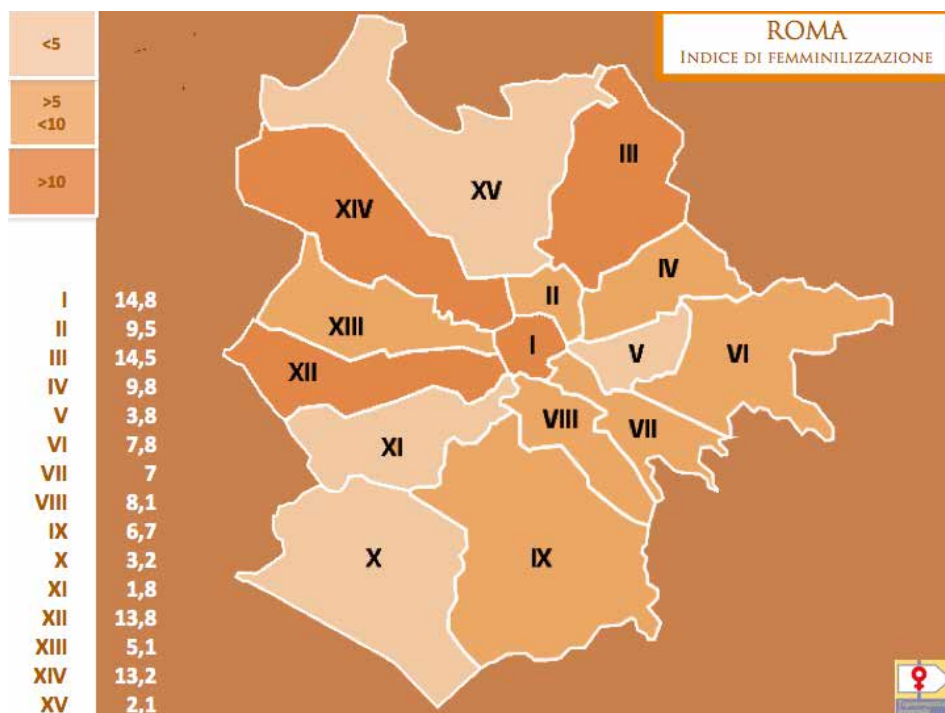 ROMA
INDICE DI FEMMINILIZZAZIONE
<5
>5
<10
>10
I 14,8
II 9,5
III 14,5
IV 9,8
V 3,8
VI 7,8
VII 7
VIII 8,1
IX 6,7
X 3,2
XI 1,8
XII 13,8
XIII 5,1
XIV 13,2
XV 2,1
III
XV
XIV
IV
II
XIII
I
V
VI
XII
VIII
VII
XI
X
IX